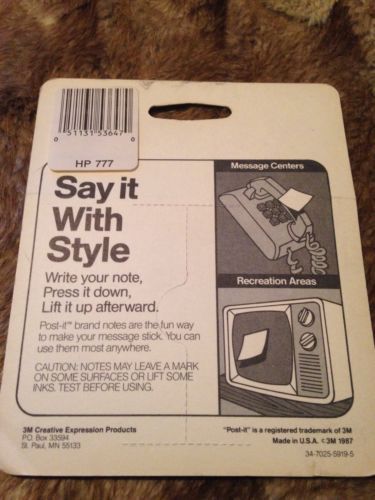 0 51131 53647 0
HP 777
Say it
With
Style
Write your note,
Press it down,
Lift it up afterward.
Post-it™ brand notes are the fun way
to make your message stick. You can
use them most anywhere.
CAUTION: NOTES MAY LEAVE A MARK
ON SOME SURFACES OR LIFT SOME
INKS. TEST BEFORE USING.
Message Centers
Recreation Areas
3M Creative Expression Products
P.O. Box 33594
St. Paul, MN 55133
"Post-it" is a registered trademark of 3M
Made in U.S.A. ©3M 1987
34-7025-5919-5